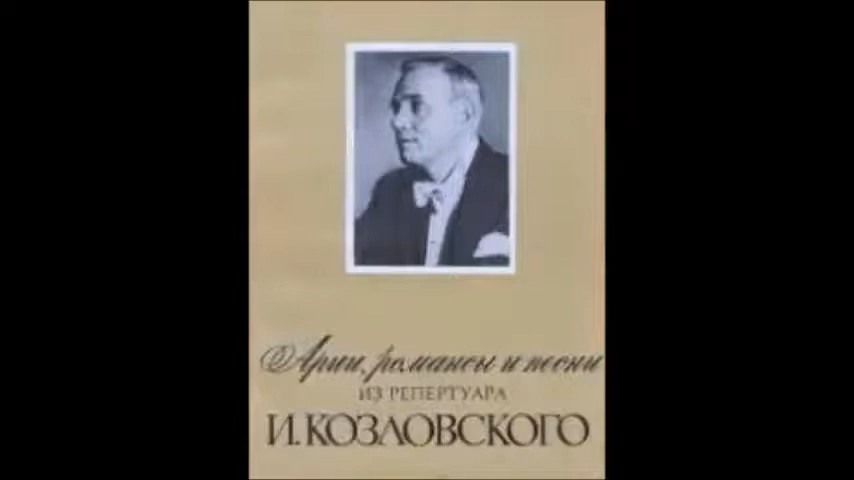 Арии, романсы и песни
ИЗ РЕПЕРТУАРА
И. КОЗЛОВСКОГО